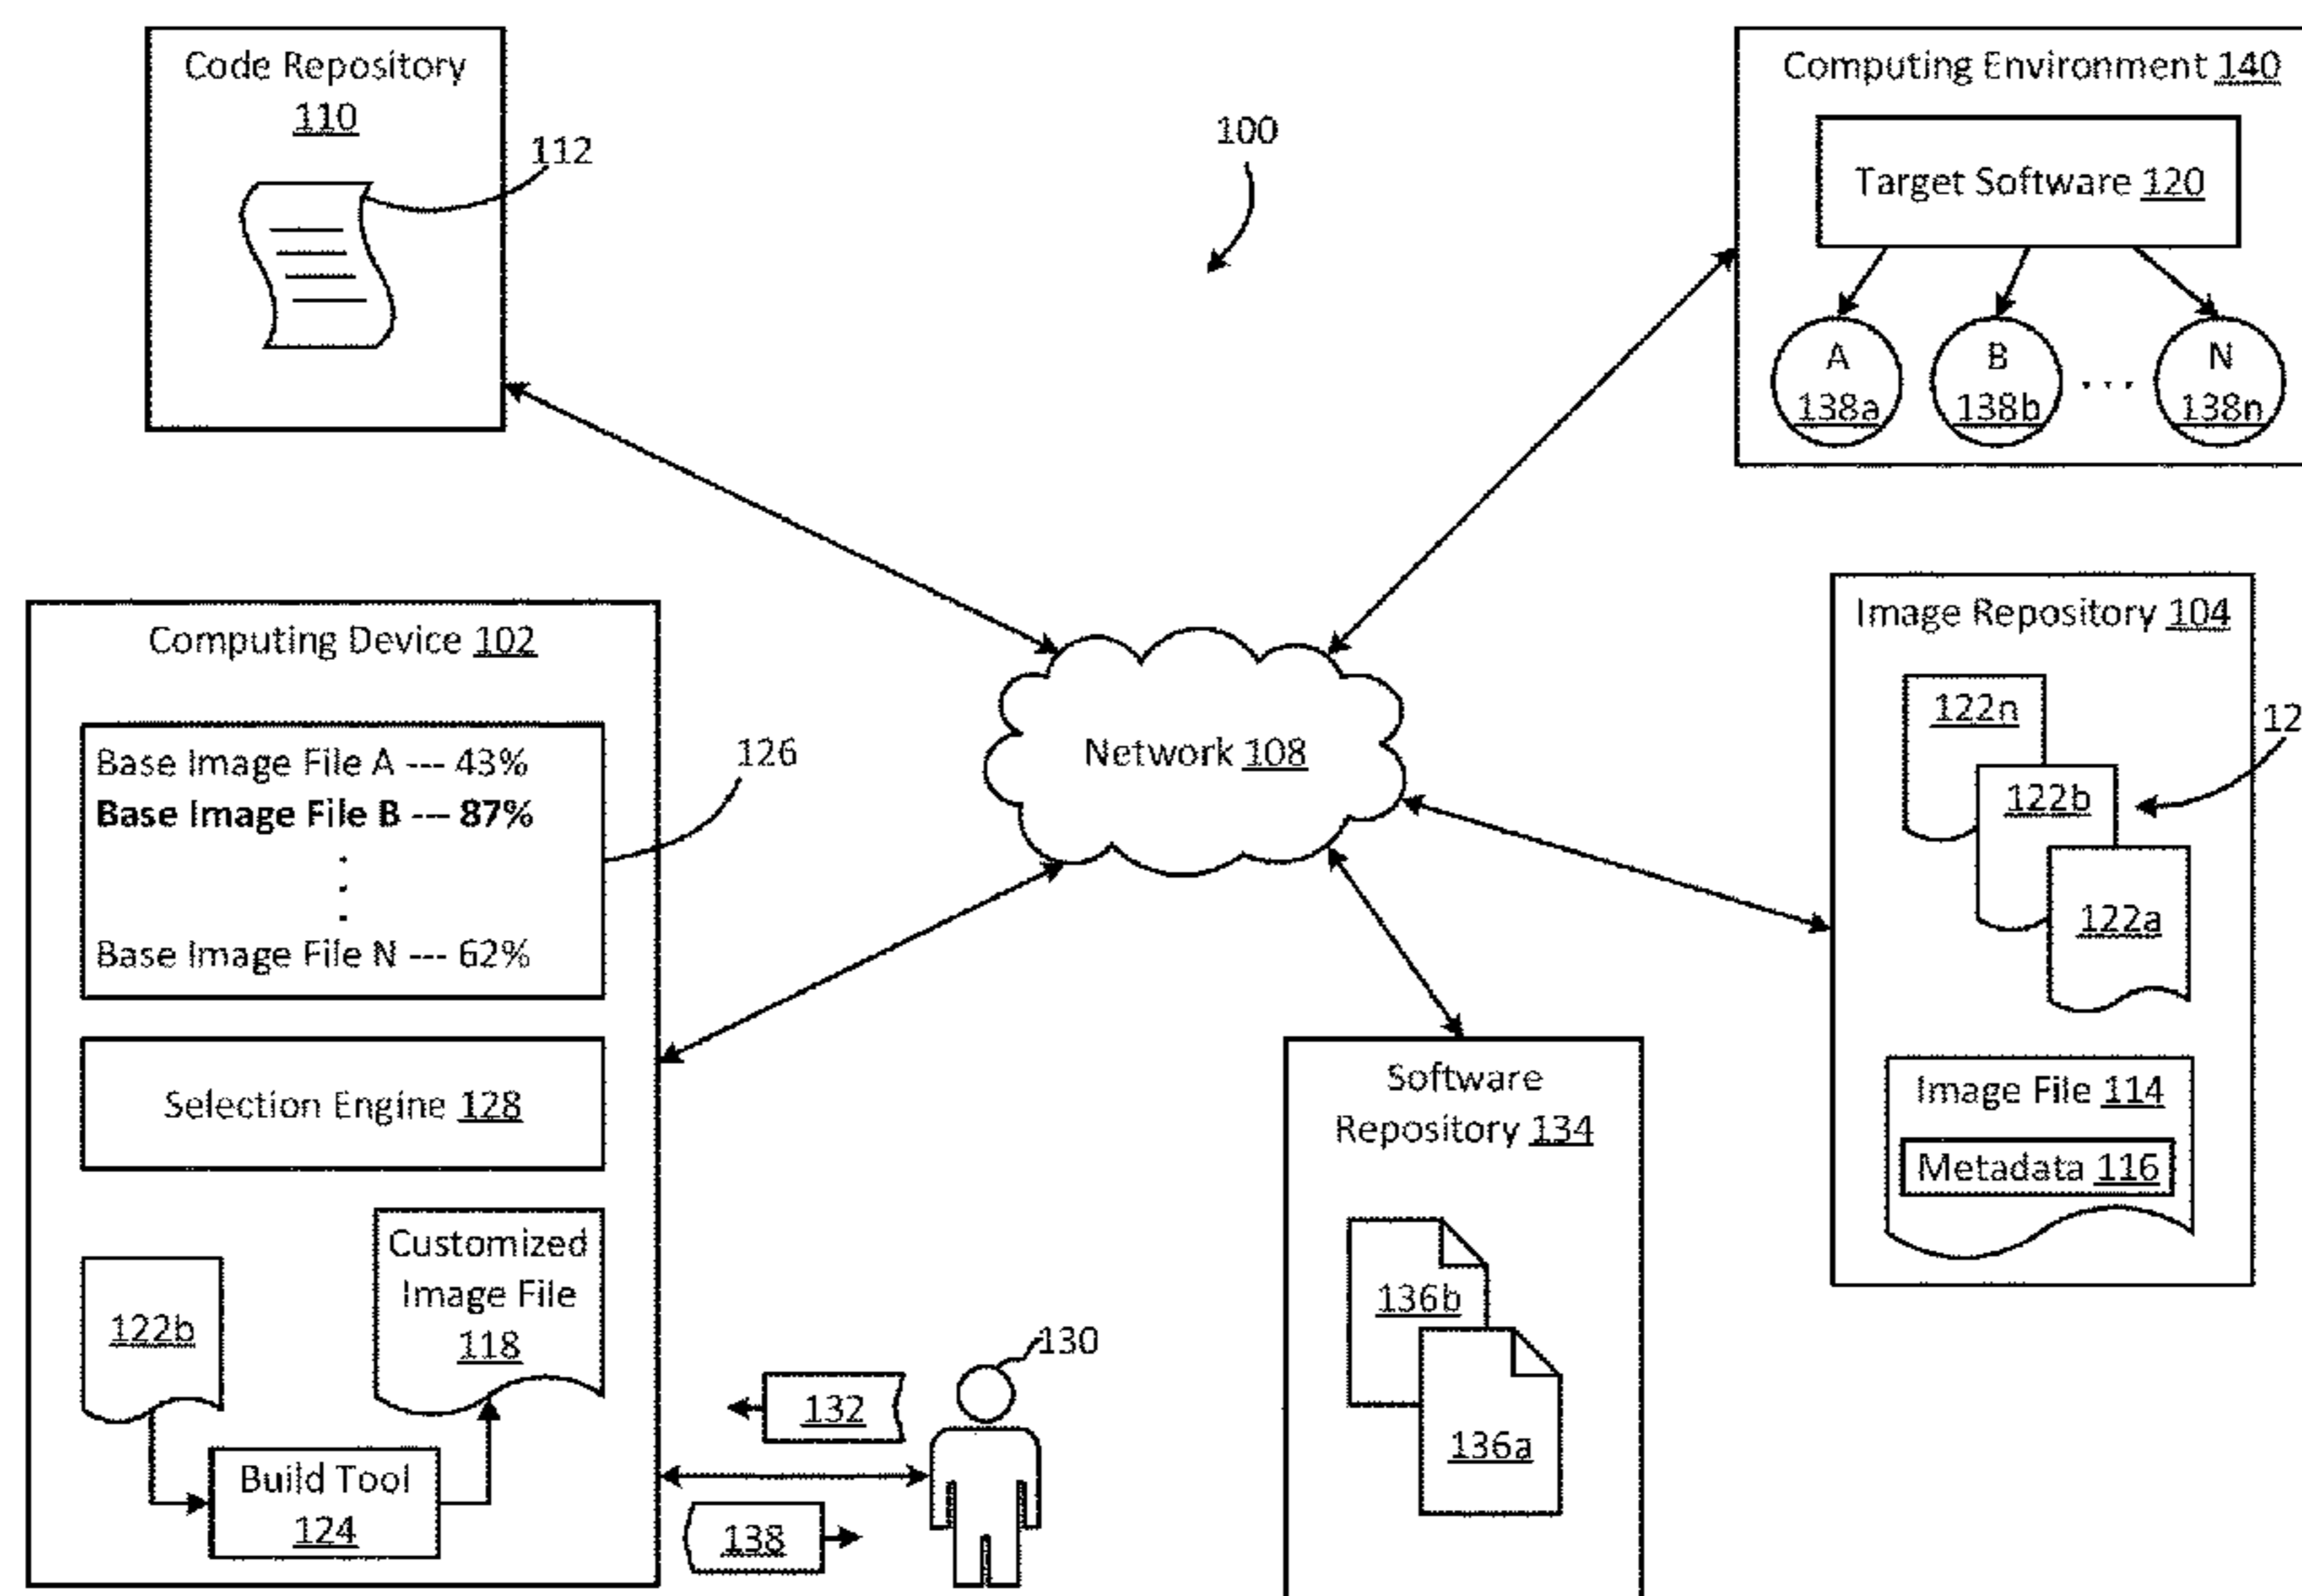 Code Repository
110
112
100
Computing Environment 140
Target Software 120
A
138a
B
138b
...
N
138n
Computing Device 102
Base Image File A --- 43%
Base Image File B --- 87%
Base Image File N --- 62%
126
Selection Engine 128
122b
Customized
Image File
118
Build Tool
124
Network 108
Image Repository 104
122n
122b
122a
12
Image File 114
Metadata 116
Software
Repository 134
136b
136a
130
132
138